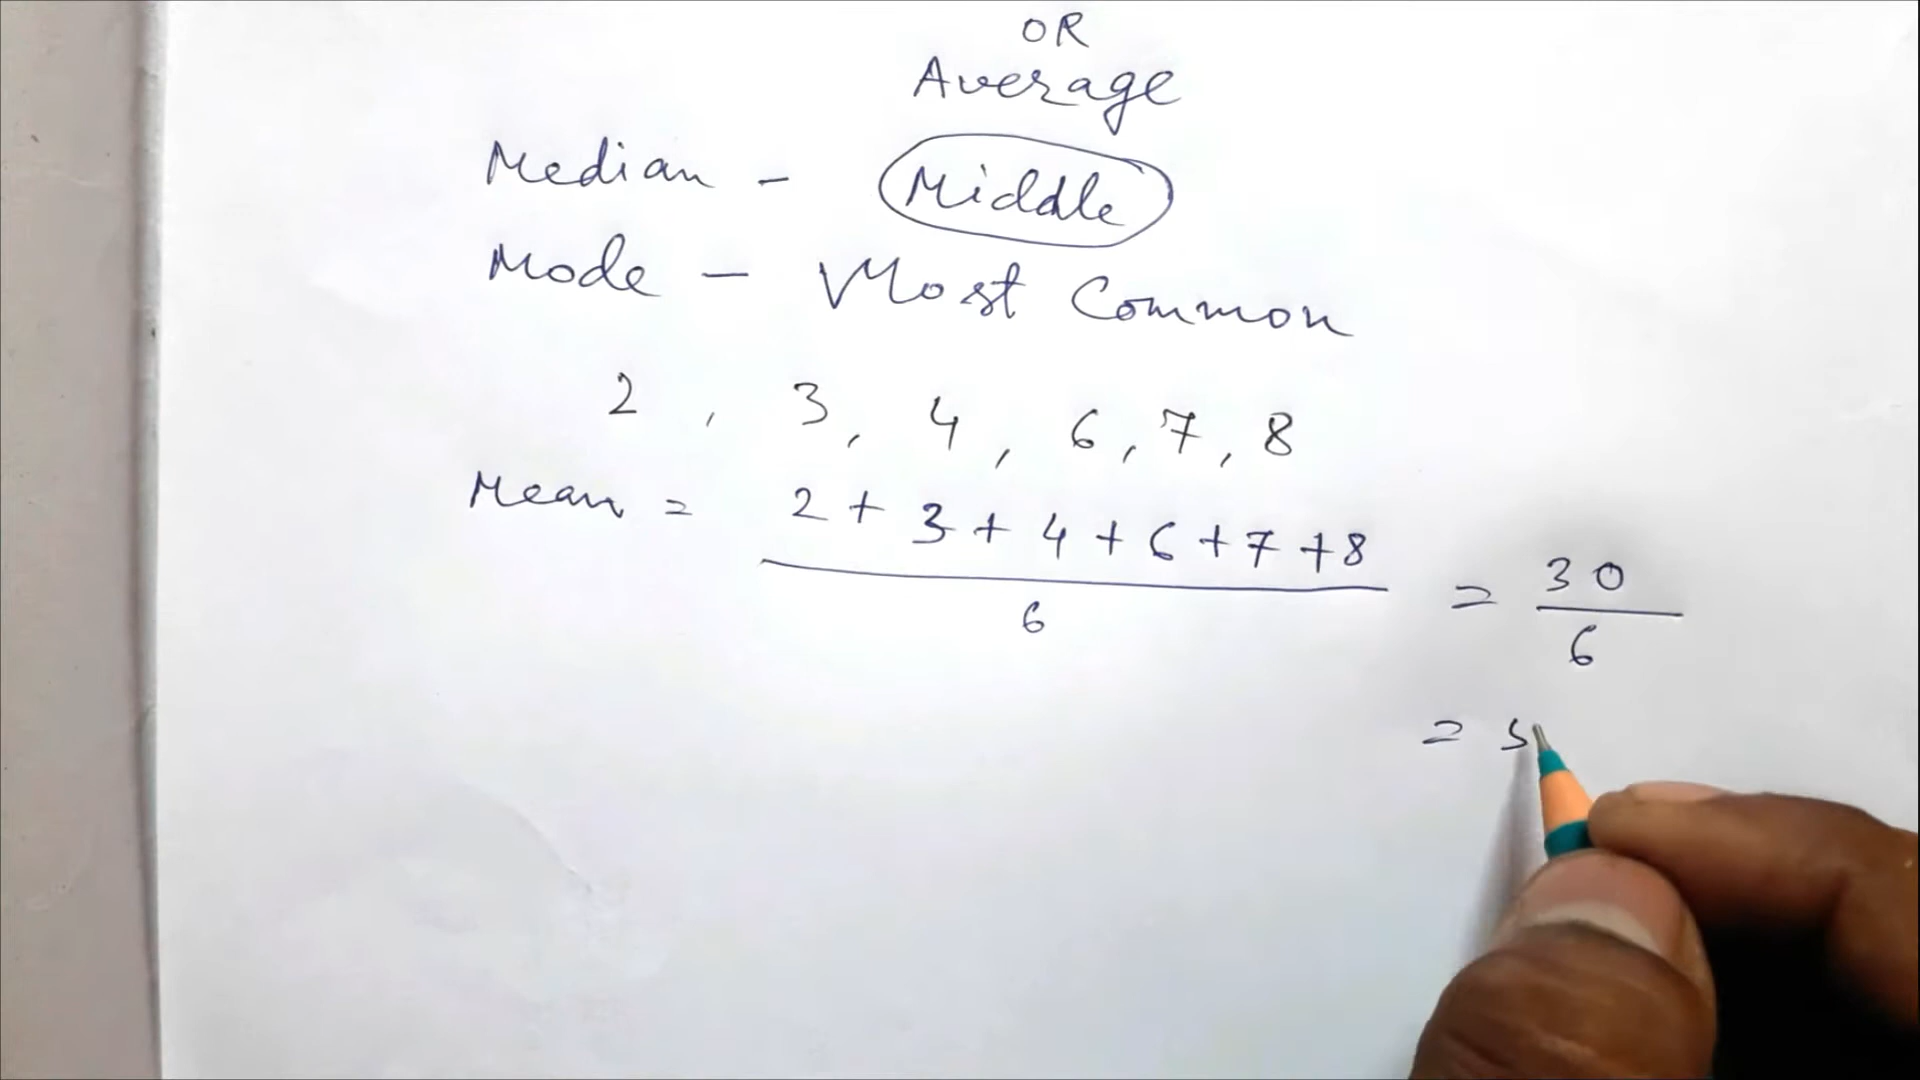 OR
Average
Median - Middle
Mode - Most Common
2 , 3 , 4 , 6 , 7 , 8
Mean = 2 + 3 + 4 + 6 + 7 + 8
6
= 30
6
= 5